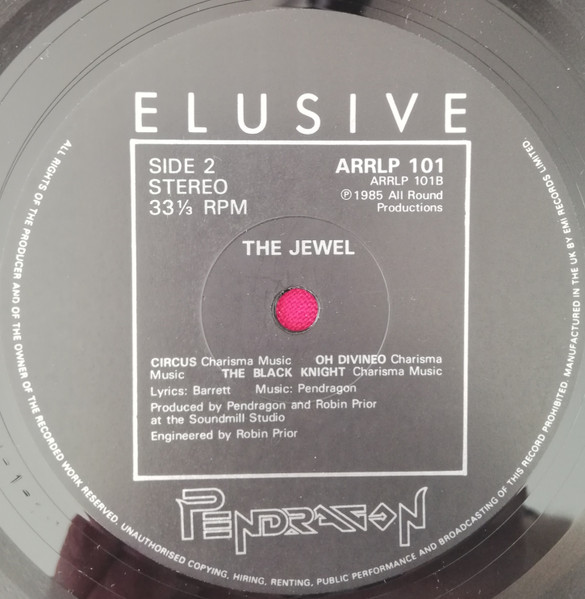 ELUSIVE
SIDE 2
STEREO
33⅓ RPM
ARRLP 101
ARRLP 101B
℗ 1985 All Round
Productions
THE JEWEL
CIRCUS Charisma Music OH DIVINEO Charisma
Music THE BLACK KNIGHT Charisma Music
Lyrics: Barrett Music: Pendragon
Produced by Pendragon and Robin Prior
at the Soundmill Studio
Engineered by Robin Prior
PENDRAGON
ALL RIGHTS OF THE PRODUCER AND OF THE OWNER OF THE RECORDED WORK RESERVED. UNAUTHORISED COPYING, HIRING, RENTING, PUBLIC PERFORMANCE AND BROADCASTING OF THIS RECORD PROHIBITED. MANUFACTURED IN THE UK BY EMI RECORDS LIMITED.